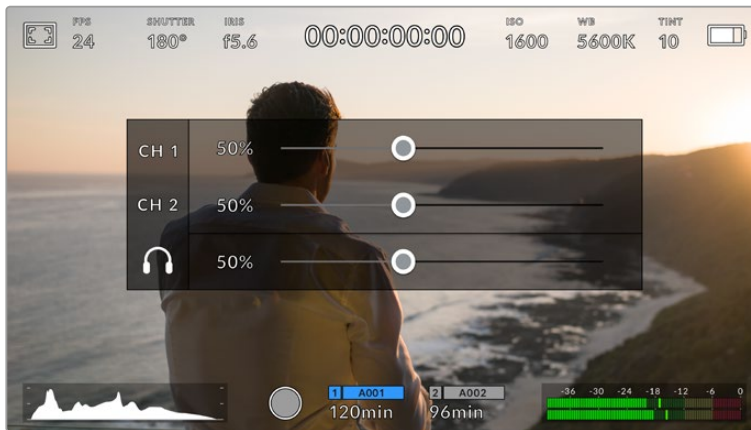 FPS SHUTTER IRIS ISO WB TINT
24 180° f5.6 00:00:00:00 1600 5600K 10
CH 1 50%
CH 2 50%
50%
1 A001 2 A002
120min 96min
-36 -30 -24 -18 -12 -6 0